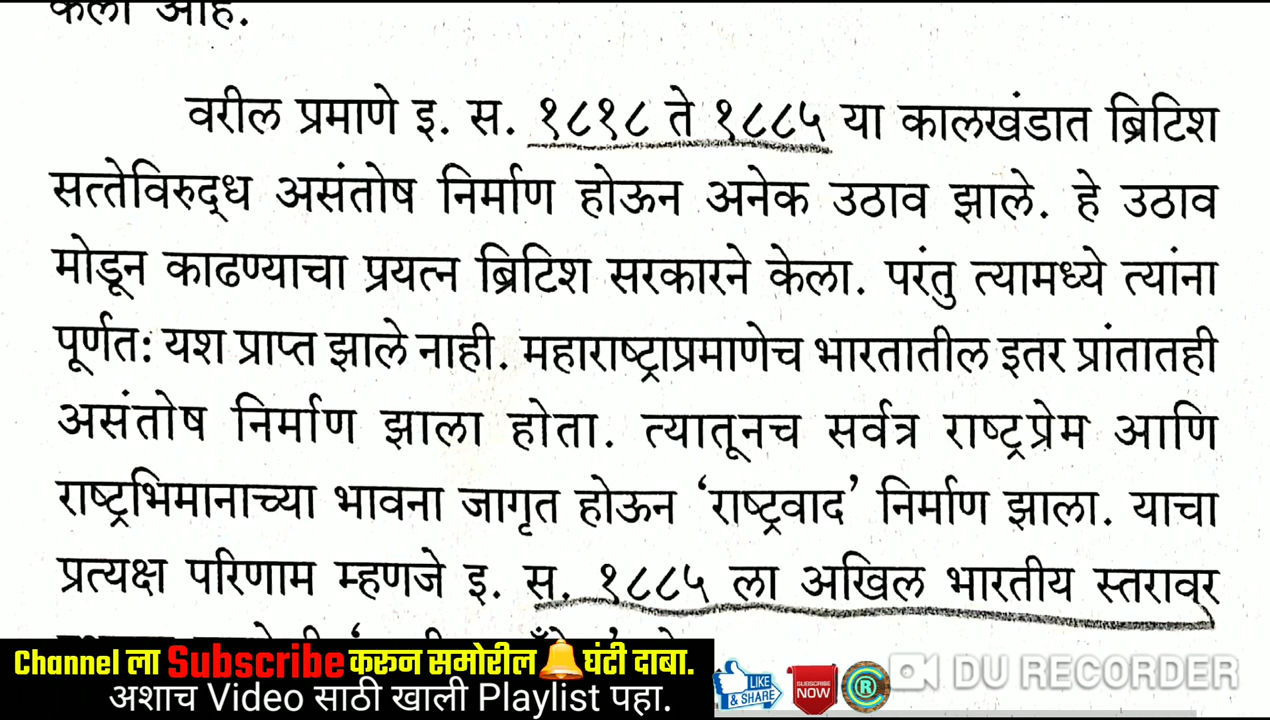 केला आहे.
वरील प्रमाणे इ. स. १८१८ ते १८८५ या कालखंडात ब्रिटिश
सत्तेविरुद्ध असंतोष निर्माण होऊन अनेक उठाव झाले. हे उठाव
मोडून काढण्याचा प्रयत्न ब्रिटिश सरकारने केला. परंतु त्यामध्ये त्यांना
पूर्णत: यश प्राप्त झाले नाही. महाराष्ट्राप्रमाणेच भारतातील इतर प्रांतातही
असंतोष निर्माण झाला होता. त्यातूनच सर्वत्र राष्ट्रप्रेम आणि
राष्ट्रभिमानाच्या भावना जागृत होऊन ‘राष्ट्रवाद’ निर्माण झाला. याचा
प्रत्यक्ष परिणाम म्हणजे इ. स. १८८५ ला अखिल भारतीय स्तरावर
Channel ला Subscribe करून समोरील घंटी दाबा.
अशाच Video साठी खाली Playlist पहा.
LIKE & SHARE
SUBSCRIBE NOW
®
DU RECORDER